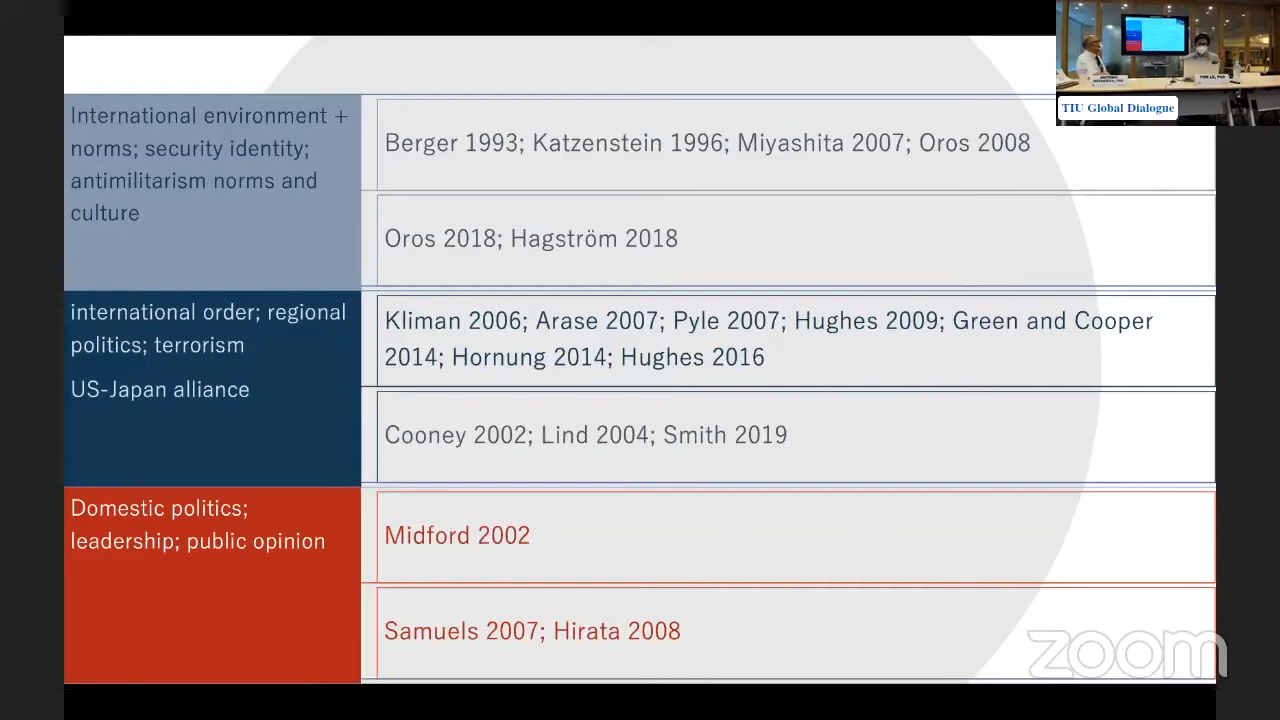 International environment +
norms; security identity;
antimilitarism norms and
culture
Berger 1993; Katzenstein 1996; Miyashita 2007; Oros 2008
Oros 2018; Hagström 2018
international order; regional
politics; terrorism
US-Japan alliance
Kliman 2006; Arase 2007; Pyle 2007; Hughes 2009; Green and Cooper
2014; Hornung 2014; Hughes 2016
Cooney 2002; Lind 2004; Smith 2019
Domestic politics;
leadership; public opinion
Midford 2002
Samuels 2007; Hirata 2008
TOM LE, PhD
TIU Global Dialogue
zoom